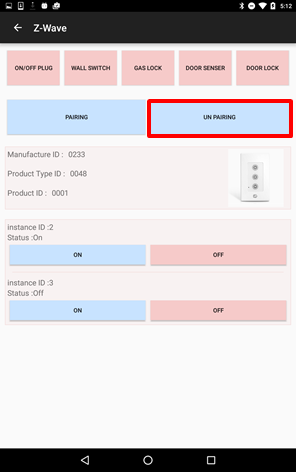 5:12
Z-Wave
ON/OFF PLUG WALL SWITCH GAS LOCK DOOR SENSER DOOR LOCK
PAIRING UN PAIRING
Manufacture ID : 0233
Product Type ID : 0048
Product ID : 0001
instance ID :2
Status :On
ON OFF
instance ID :3
Status :Off
ON OFF